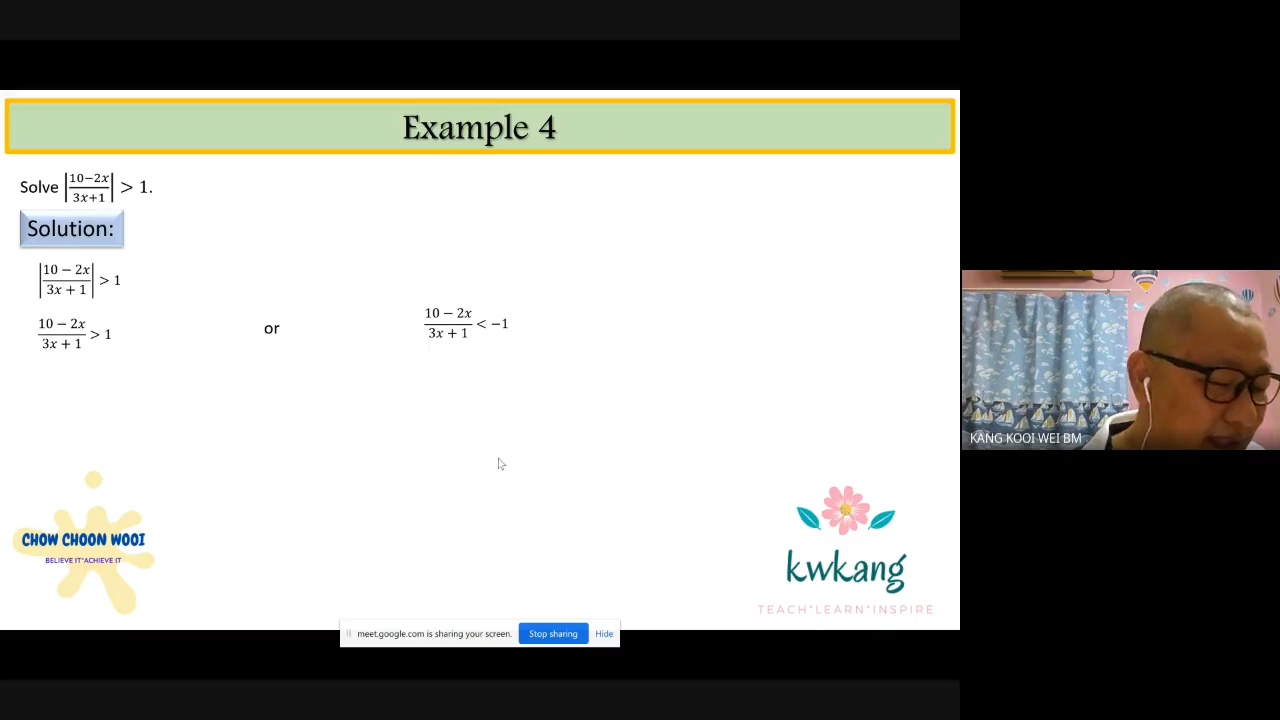 Example 4
Solve |(10−2x)/(3x+1)| > 1.
Solution:
|(10 − 2x)/(3x + 1)| > 1
(10 − 2x)/(3x + 1) > 1 or (10 − 2x)/(3x + 1) < −1
KANG KOOI WEI BM
CHOW CHOON WOOI
BELIEVE IT*ACHIEVE IT
kwkang
TEACH*LEARN*INSPIRE
meet.google.com is sharing your screen. Stop sharing Hide